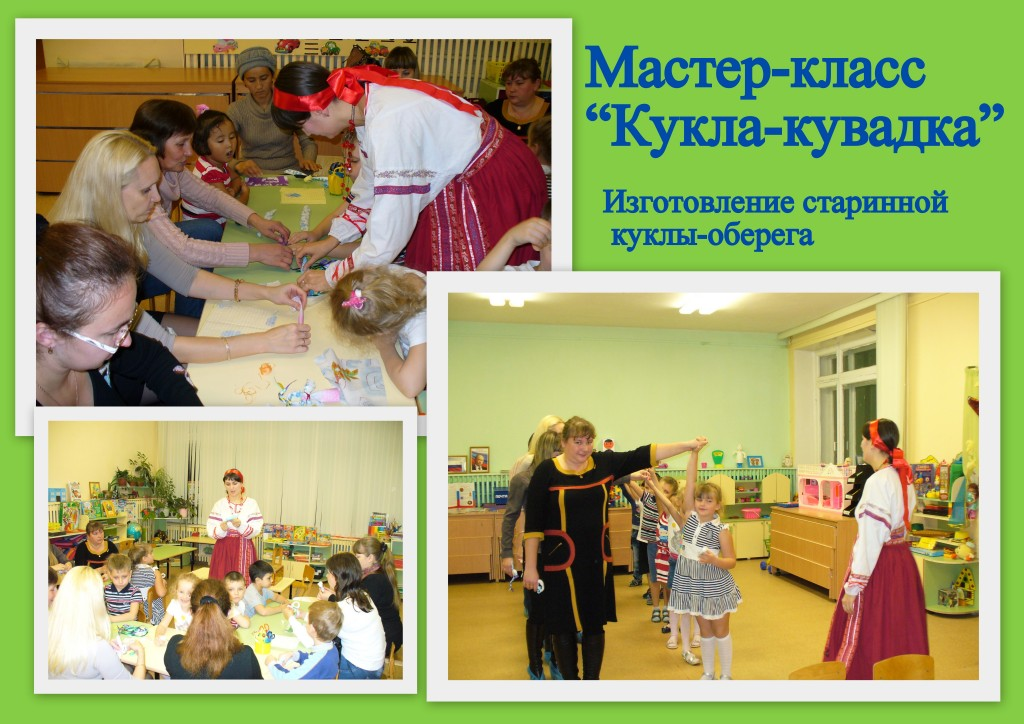 Мастер-класс
“Кукла-кувадка”
Изготовление старинной
куклы-оберега